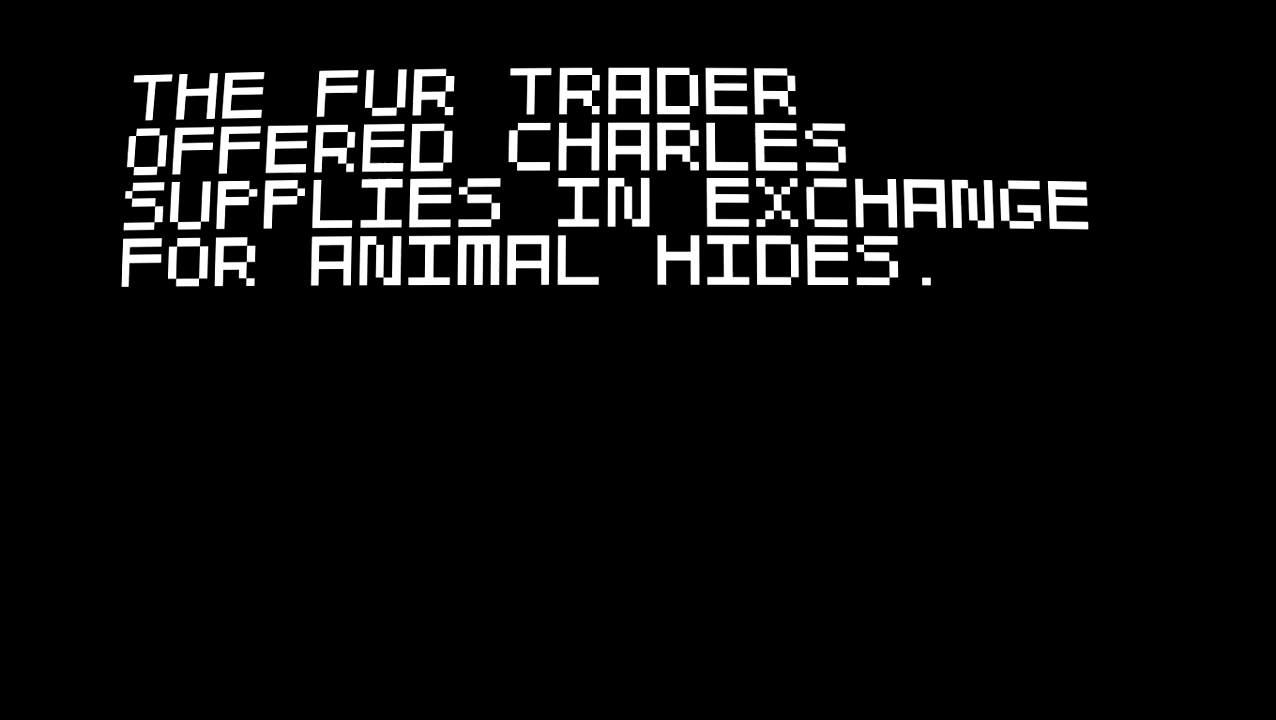 THE FUR TRADER
OFFERED CHARLES
SUPPLIES IN EXCHANGE
FOR ANIMAL HIDES.